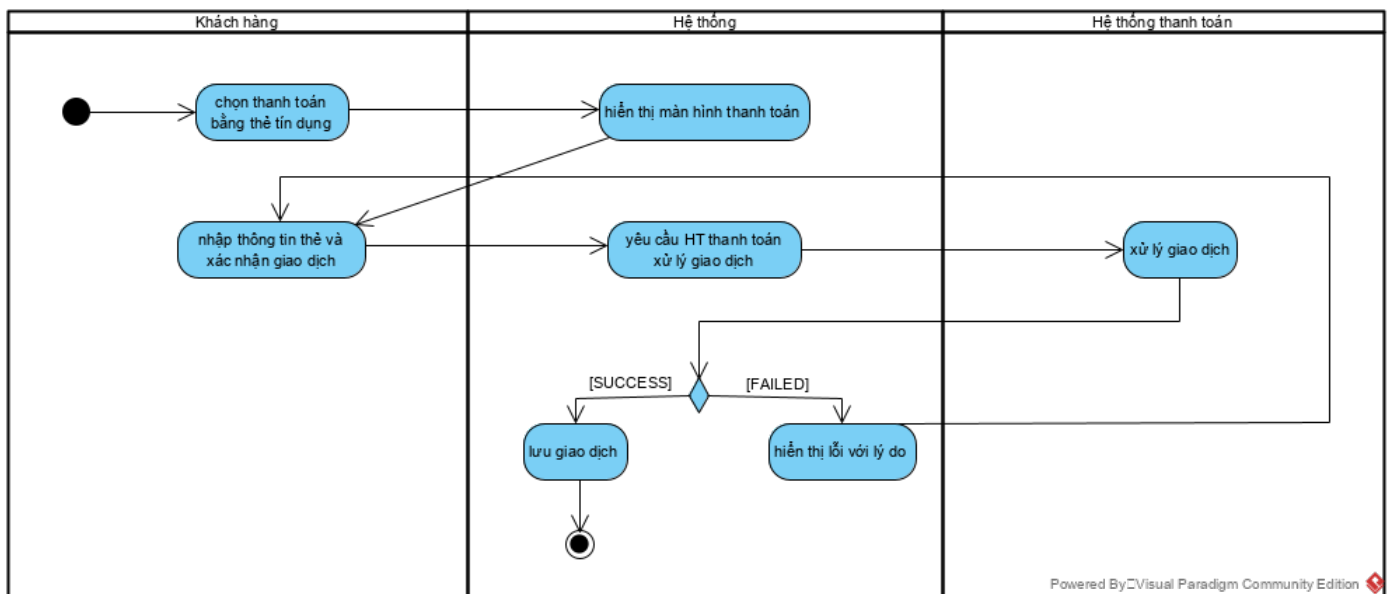 Khách hàng
Hệ thống
Hệ thống thanh toán
chọn thanh toán
bằng thẻ tín dụng
hiển thị màn hình thanh toán
nhập thông tin thẻ và
xác nhận giao dịch
yêu cầu HT thanh toán
xử lý giao dịch
xử lý giao dịch
[SUCCESS]
[FAILED]
lưu giao dịch
hiển thị lỗi với lý do
Powered By□Visual Paradigm Community Edition